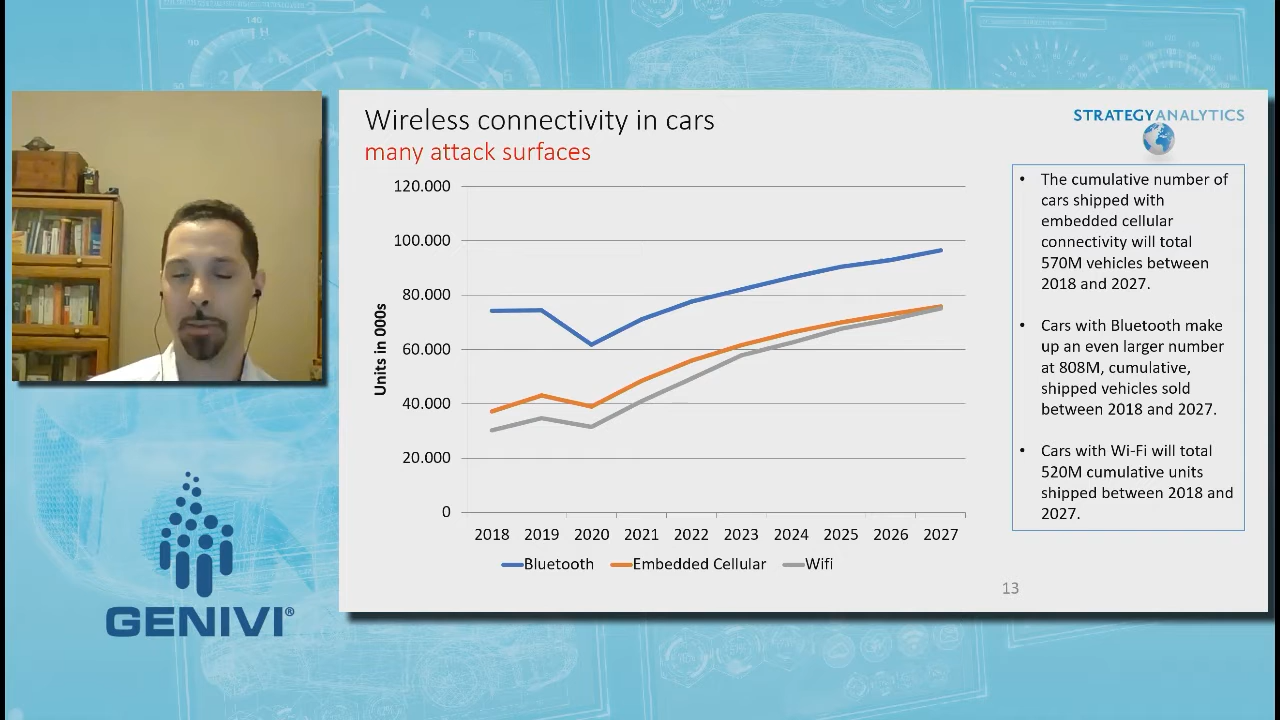 Wireless connectivity in cars
many attack surfaces
STRATEGYANALYTICS
120.000
100.000
80.000
60.000
40.000
20.000
0
Units in 000s
2018 2019 2020 2021 2022 2023 2024 2025 2026 2027
Bluetooth Embedded Cellular Wifi
• The cumulative number of
cars shipped with
embedded cellular
connectivity will total
570M vehicles between
2018 and 2027.
• Cars with Bluetooth make
up an even larger number
at 808M, cumulative,
shipped vehicles sold
between 2018 and 2027.
• Cars with Wi-Fi will total
520M cumulative units
shipped between 2018 and
2027.
13
GENIVI®